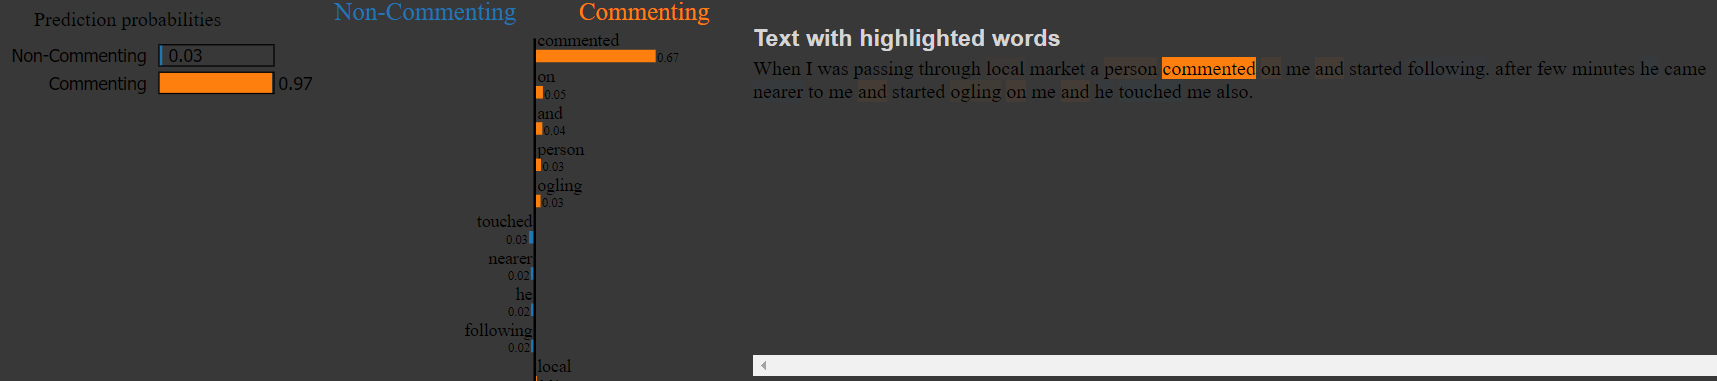 Prediction probabilities
Non-Commenting 0.03
Commenting 0.97
Non-Commenting Commenting
commented
0.67
on
0.05
and
0.04
person
0.03
ogling
0.03
touched
0.03
nearer
0.02
he
0.02
following
0.02
local
Text with highlighted words
When I was passing through local market a person commented on me and started following. after few minutes he came
nearer to me and started ogling on me and he touched me also.